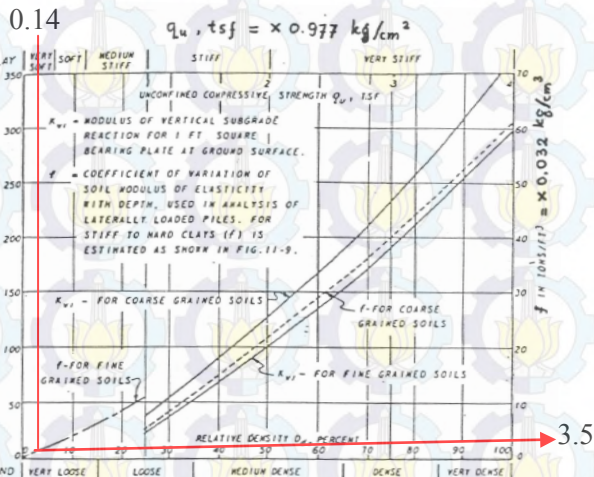 0.14
qu, tsf = × 0.977 kg/cm²
AY | VERY SOFT | SOFT | MEDIUM STIFF | STIFF | VERY STIFF
350
300
250
200
150
100
50
0
2
3
70
60
50
40
30
20
10
0
UNCONFINED COMPRESSIVE STRENGTH qu, TSF
Kv1 - MODULUS OF VERTICAL SUBGRADE
REACTION FOR 1 FT SQUARE
BEARING PLATE AT GROUND SURFACE.
f = COEFFICIENT OF VARIATION OF
SOIL MODULUS OF ELASTICITY
WITH DEPTH, USED IN ANALYSIS OF
LATERALLY LOADED PILES. FOR
STIFF TO HARD CLAYS (f) IS
ESTIMATED AS SHOWN IN FIG. 11-9.
f IN TONS/FT³ = × 0.032 kg/cm³
Kv1 - FOR COARSE GRAINED SOILS
f-FOR COARSE
GRAINED SOILS
f-FOR FINE
GRAINED SOILS
Kv1 - FOR FINE GRAINED SOILS
RELATIVE DENSITY Dd, PERCENT
3.5
0 10 20 30 40 50 60 70 80 90 100
ND | VERY LOOSE | LOOSE | MEDIUM DENSE | DENSE | VERY DENSE